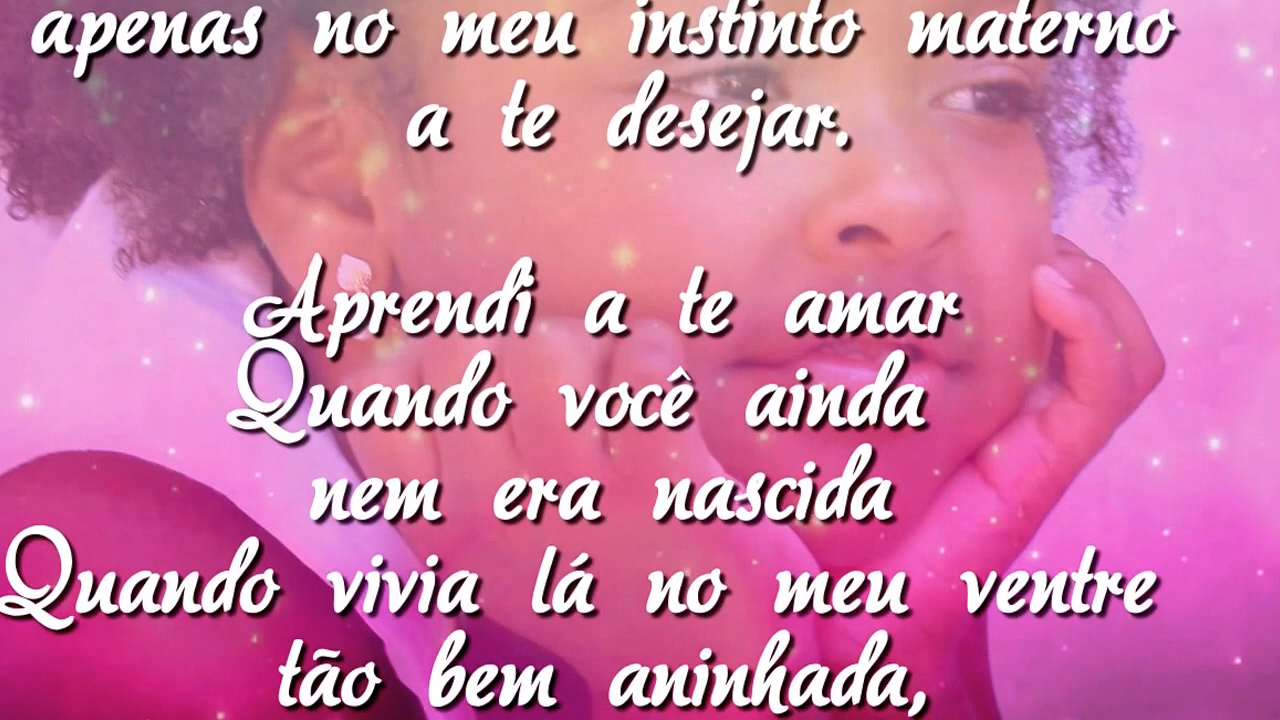 apenas no meu instinto materno
a te desejar.
Aprendi a te amar
Quando você ainda
nem era nascida
Quando vivia lá no meu ventre
tão bem aninhada,